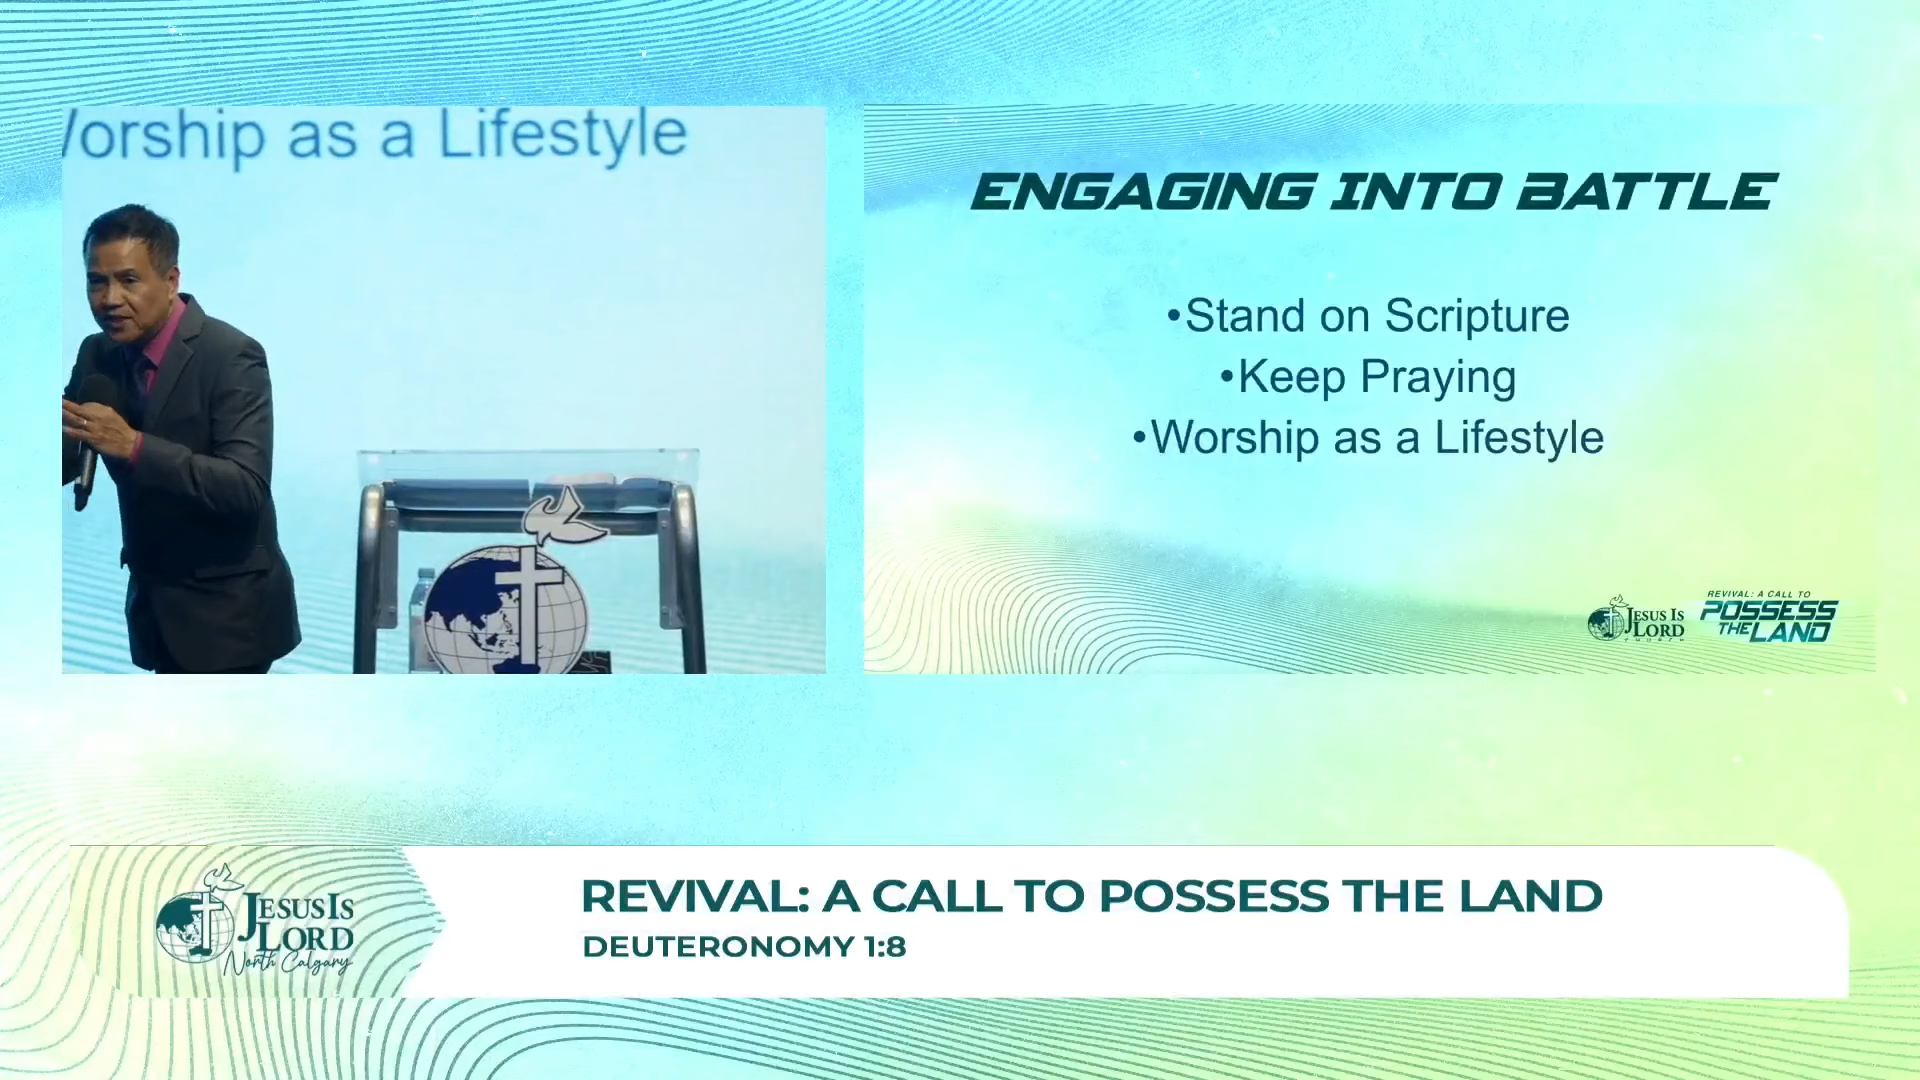 orship as a Lifestyle
ENGAGING INTO BATTLE
•Stand on Scripture
•Keep Praying
•Worship as a Lifestyle
JESUS IS
LORD
REVIVAL: A CALL TO
POSSESS
THE LAND
JESUS IS
LORD
North Calgary
REVIVAL: A CALL TO POSSESS THE LAND
DEUTERONOMY 1:8